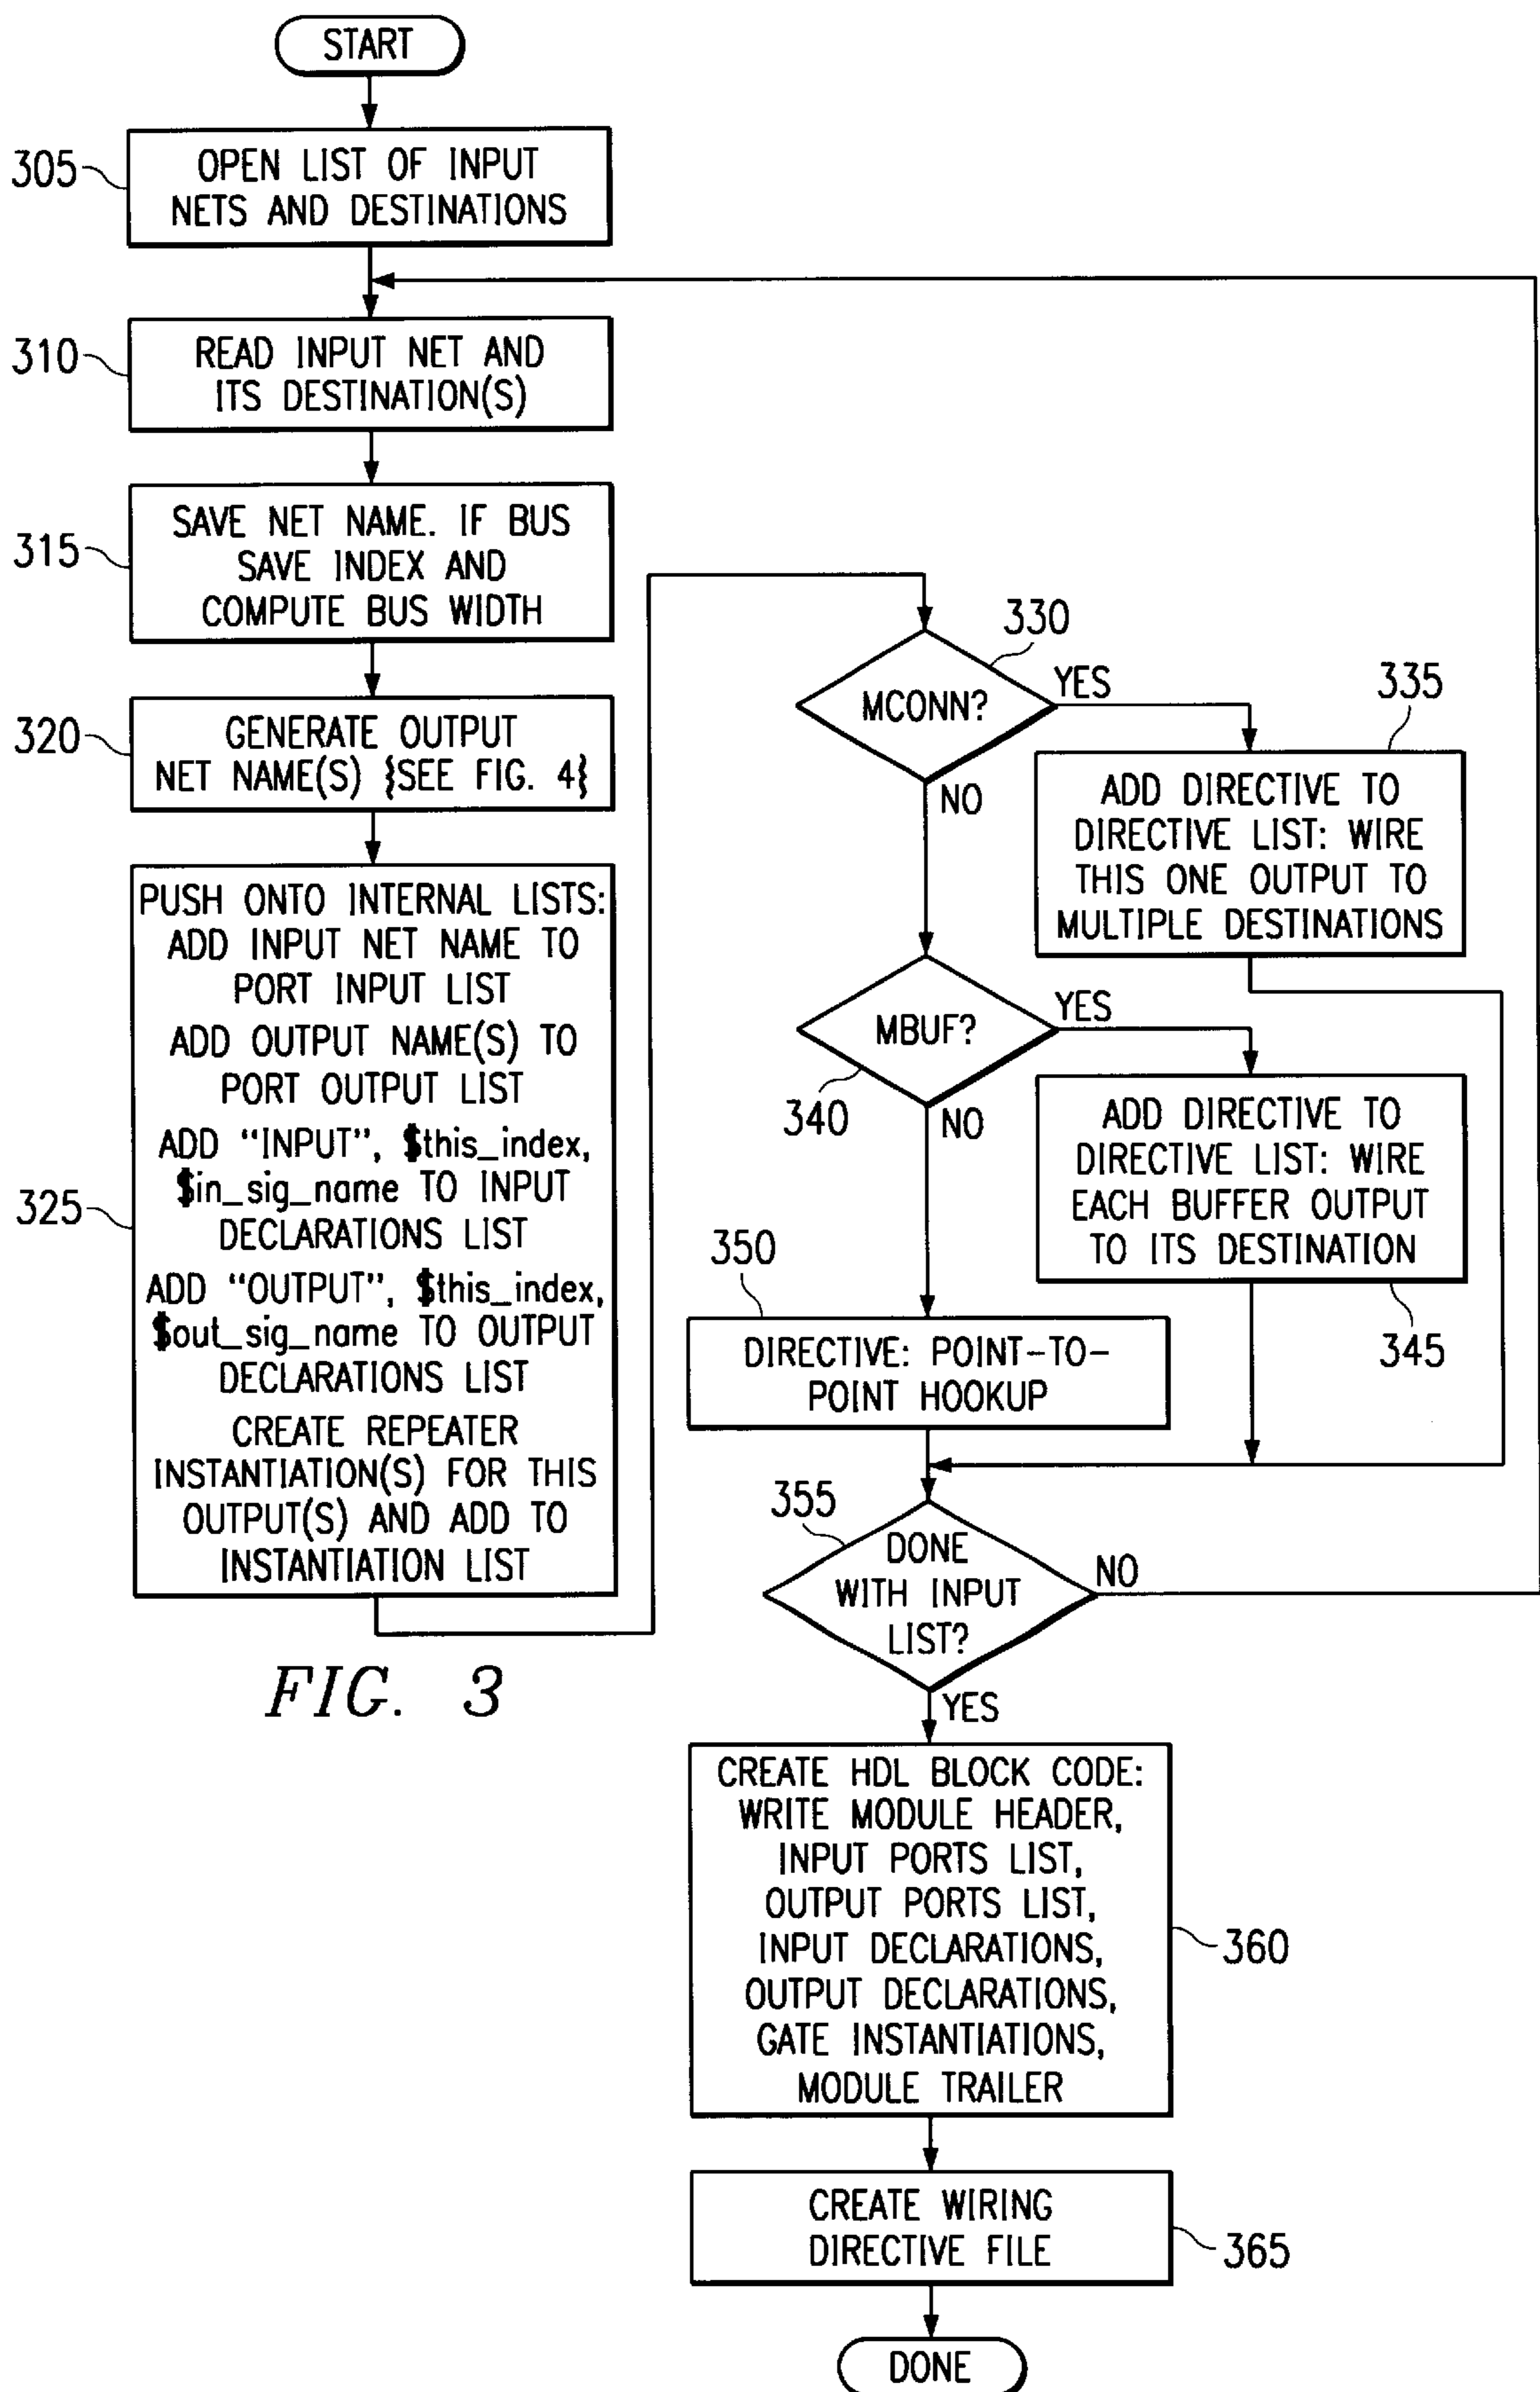 START
305
OPEN LIST OF INPUT
NETS AND DESTINATIONS
310
READ INPUT NET AND
ITS DESTINATION(S)
315
SAVE NET NAME. IF BUS
SAVE INDEX AND
COMPUTE BUS WIDTH
320
GENERATE OUTPUT
NET NAME(S) {SEE FIG. 4}
325
PUSH ONTO INTERNAL LISTS:
ADD INPUT NET NAME TO
PORT INPUT LIST
ADD OUTPUT NAME(S) TO
PORT OUTPUT LIST
ADD “INPUT”, $this_index,
$in_sig_name TO INPUT
DECLARATIONS LIST
ADD “OUTPUT”, $this_index,
$out_sig_name TO OUTPUT
DECLARATIONS LIST
CREATE REPEATER
INSTANTIATION(S) FOR THIS
OUTPUT(S) AND ADD TO
INSTANTIATION LIST
330
MCONN?
YES
NO
335
ADD DIRECTIVE TO
DIRECTIVE LIST: WIRE
THIS ONE OUTPUT TO
MULTIPLE DESTINATIONS
MBUF?
YES
340
NO
ADD DIRECTIVE TO
DIRECTIVE LIST: WIRE
EACH BUFFER OUTPUT
TO ITS DESTINATION
345
350
DIRECTIVE: POINT-TO-
POINT HOOKUP
355
DONE
WITH INPUT
LIST?
NO
YES
CREATE HDL BLOCK CODE:
WRITE MODULE HEADER,
INPUT PORTS LIST,
OUTPUT PORTS LIST,
INPUT DECLARATIONS,
OUTPUT DECLARATIONS,
GATE INSTANTIATIONS,
MODULE TRAILER
360
CREATE WIRING
DIRECTIVE FILE
365
DONE
FIG. 3